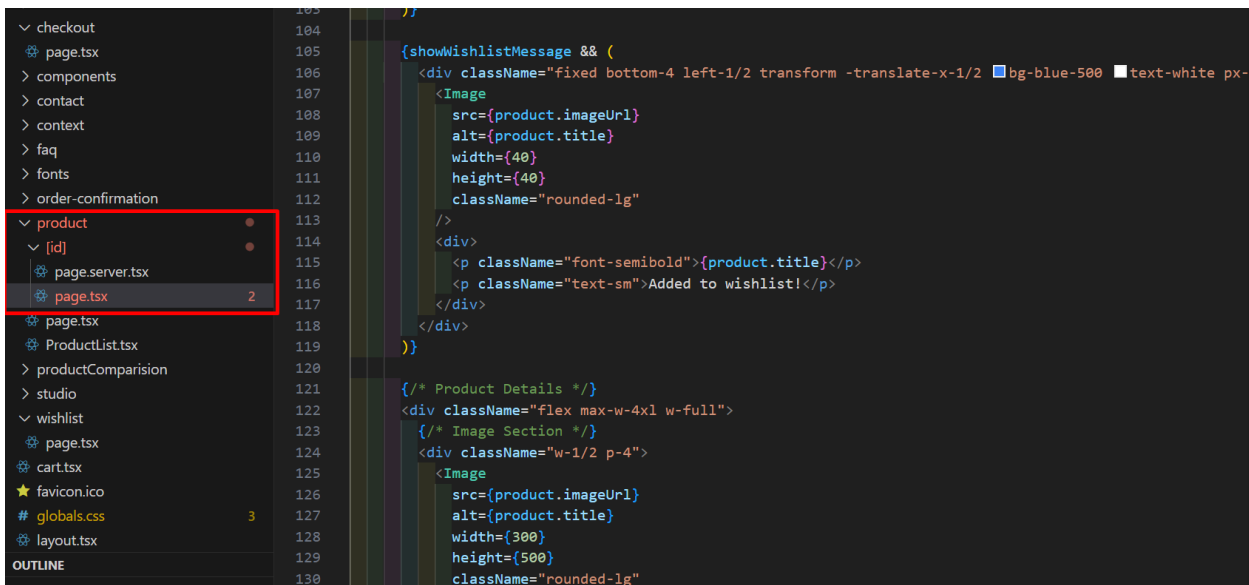 checkout
page.tsx
components
contact
context
faq
fonts
order-confirmation
product
[id]
page.server.tsx
page.tsx 2
page.tsx
ProductList.tsx
productComparision
studio
wishlist
page.tsx
cart.tsx
favicon.ico
# globals.css 3
layout.tsx
OUTLINE
103 )}
104
105 {showWishlistMessage && (
106 <div className="fixed bottom-4 left-1/2 transform -translate-x-1/2 bg-blue-500 text-white px-
107 <Image
108 src={product.imageUrl}
109 alt={product.title}
110 width={40}
111 height={40}
112 className="rounded-lg"
113 />
114 <div>
115 <p className="font-semibold">{product.title}</p>
116 <p className="text-sm">Added to wishlist!</p>
117 </div>
118 </div>
119 )}
120
121 {/* Product Details */}
122 <div className="flex max-w-4xl w-full">
123 {/* Image Section */}
124 <div className="w-1/2 p-4">
125 <Image
126 src={product.imageUrl}
127 alt={product.title}
128 width={300}
129 height={500}
130 className="rounded-lg"